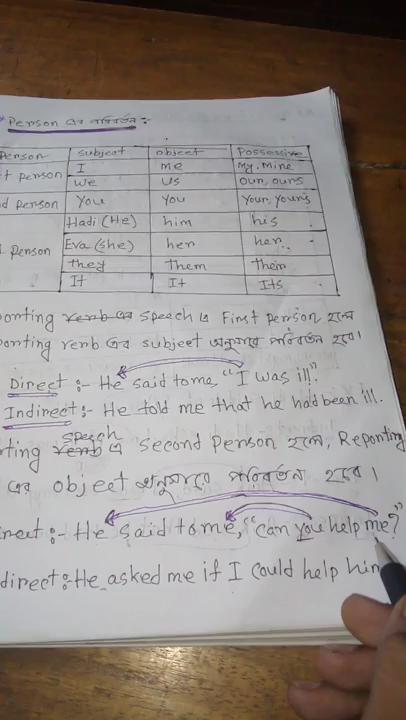 Person এর পরিবর্তন :-
Person subject object Possessive
t person I me My, Mine
We us our, ours
nd person You You Your, yours
Hadi (He) him his
d person Eva (she) her her
they Them Them
It It Its
porting verb এর speech এ First person হলে
porting verb এর subject অনুসারে পরিবর্তন হবে।
Direct :- He said to me, "I was ill."
Indirect :- He told me that he had been ill.
speech
rting verb এ second Person হলে, Reporting
এর object অনুসারে পরিবর্তন হবে।
irect :- He said to me, "can you help me?"
direct :- He asked me if I could help him